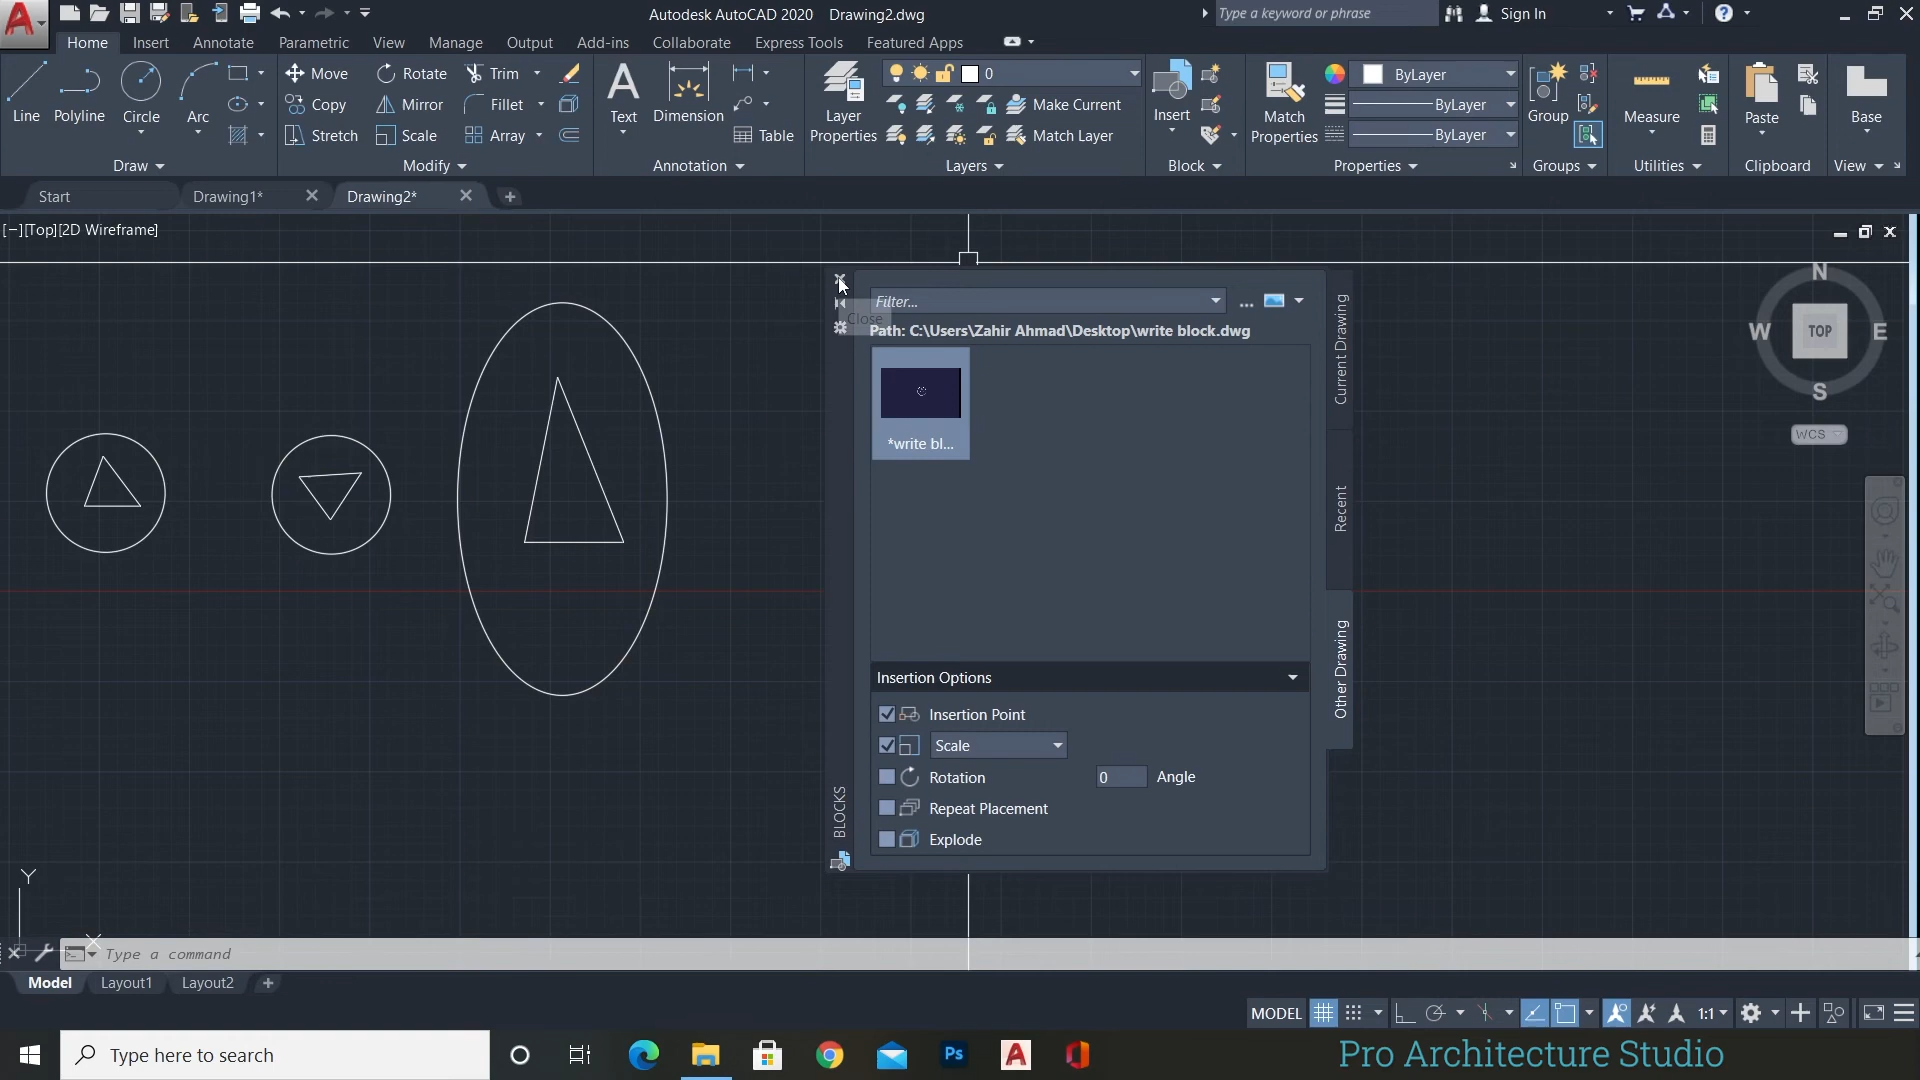 Autodesk AutoCAD 2020 Drawing2.dwg
Type a keyword or phrase
Sign In
Home Insert Annotate Parametric View Manage Output Add-ins Collaborate Express Tools Featured Apps
Line Polyline Circle Arc
Move Rotate Trim
Copy Mirror Fillet
Stretch Scale Array
Text Dimension Table
Layer Properties
0
Make Current
Match Layer
Insert
Match Properties
ByLayer
ByLayer
ByLayer
Group
Measure
Paste
Base
Draw Modify Annotation Layers Block Properties Groups Utilities Clipboard View
Start Drawing1* Drawing2*
[−][Top][2D Wireframe]
Filter...
Close
Path: C:\Users\Zahir Ahmad\Desktop\write block.dwg
*write bl...
Current Drawing
Recent
Other Drawing
Insertion Options
Insertion Point
Scale
Rotation 0 Angle
Repeat Placement
Explode
BLOCKS
N
W TOP E
S
WCS
Y
X
Type a command
Model Layout1 Layout2
MODEL 1:1
Type here to search
Ps
Pro Architecture Studio